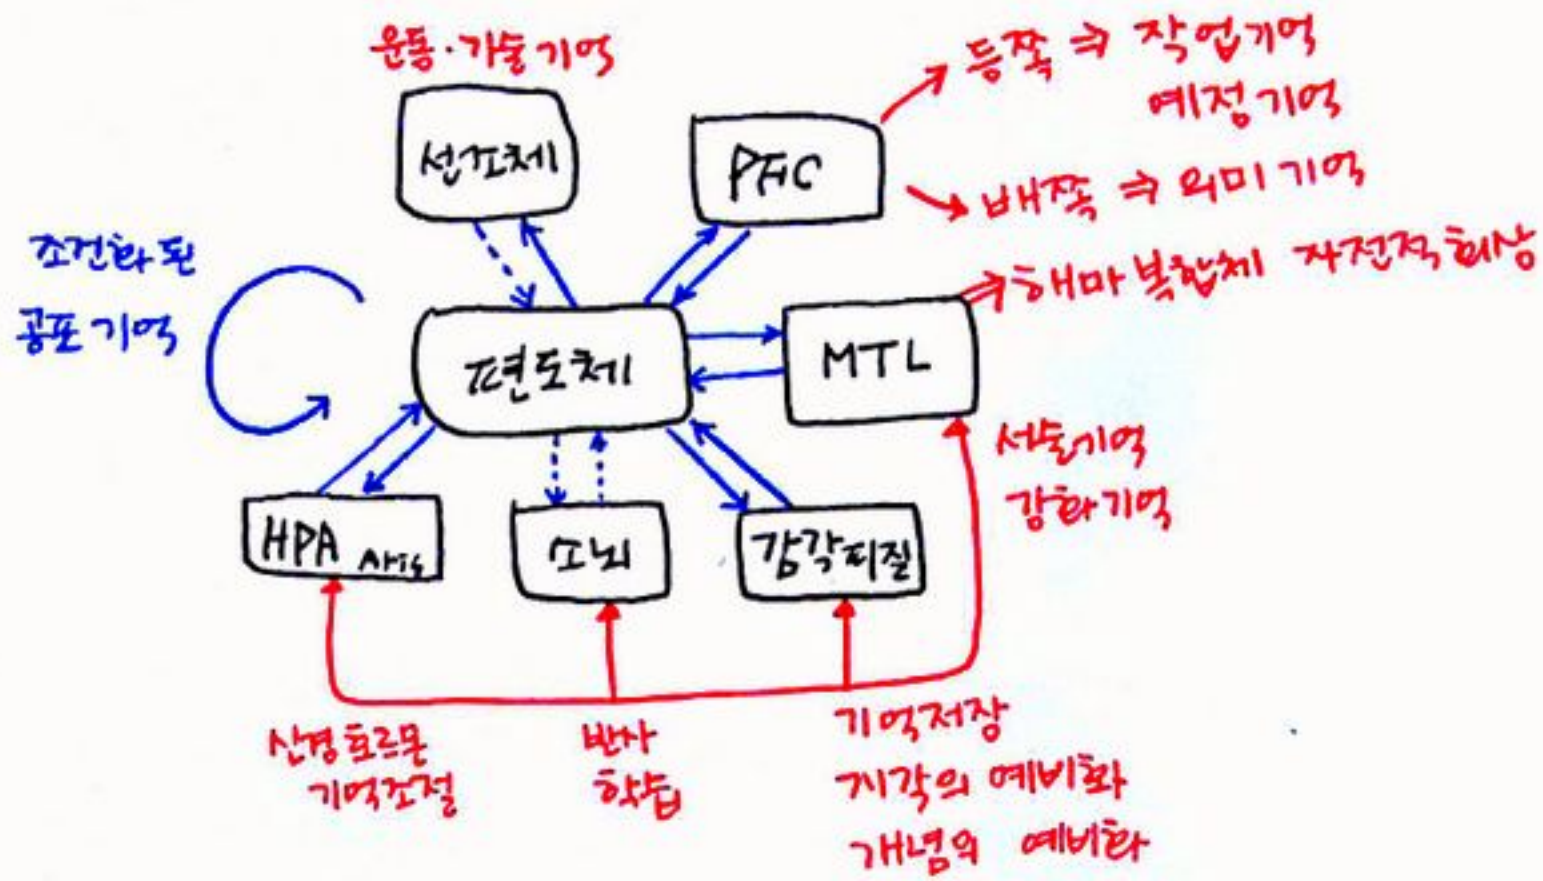 운동·기술기억
등쪽 ⇒ 작업기억
예정기억
선조체
PFC
배쪽 ⇒ 의미기억
조건화된
공포기억
⇒해마복합체 자전적회상
편도체
MTL
서술기억
강화기억
HPA Axis
소뇌
감각피질
신경호르몬
기억조절
반사
학습
기억저장
지각의 예비화
개념의 예비화